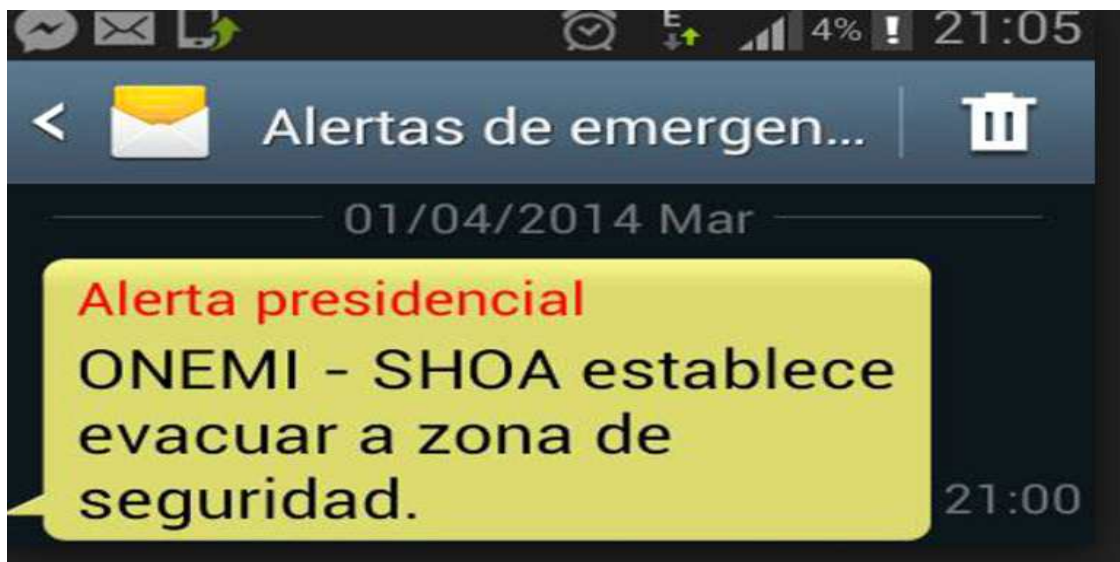 E 4% 21:05
Alertas de emergen...
01/04/2014 Mar
Alerta presidencial
ONEMI - SHOA establece
evacuar a zona de
seguridad.
21:00